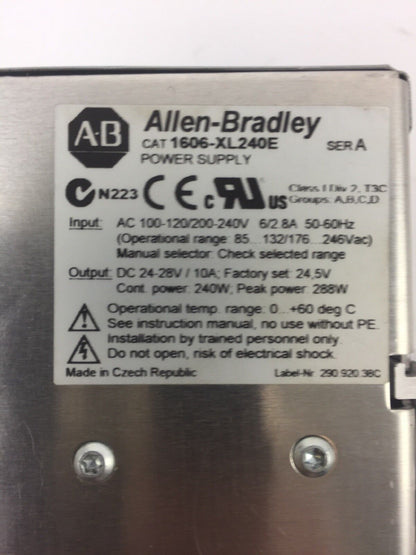 A-B Allen-Bradley
CAT 1606-XL240E SER A
POWER SUPPLY
N223 CE c UR US Class I Div 2, T3C
Groups: A,B,C,D
Input: AC 100-120/200-240V 6/2.8A 50-60Hz
(Operational range: 85...132/176...246Vac)
Manual selector: Check selected range
Output: DC 24-28V / 10A; Factory set: 24,5V
Cont. power: 240W; Peak power: 288W
Operational temp. range: 0...+60 deg C
See instruction manual, no use without PE.
Installation by trained personnel only.
Do not open, risk of electrical shock.
Made in Czech Republic Label-Nr. 290.920.38C